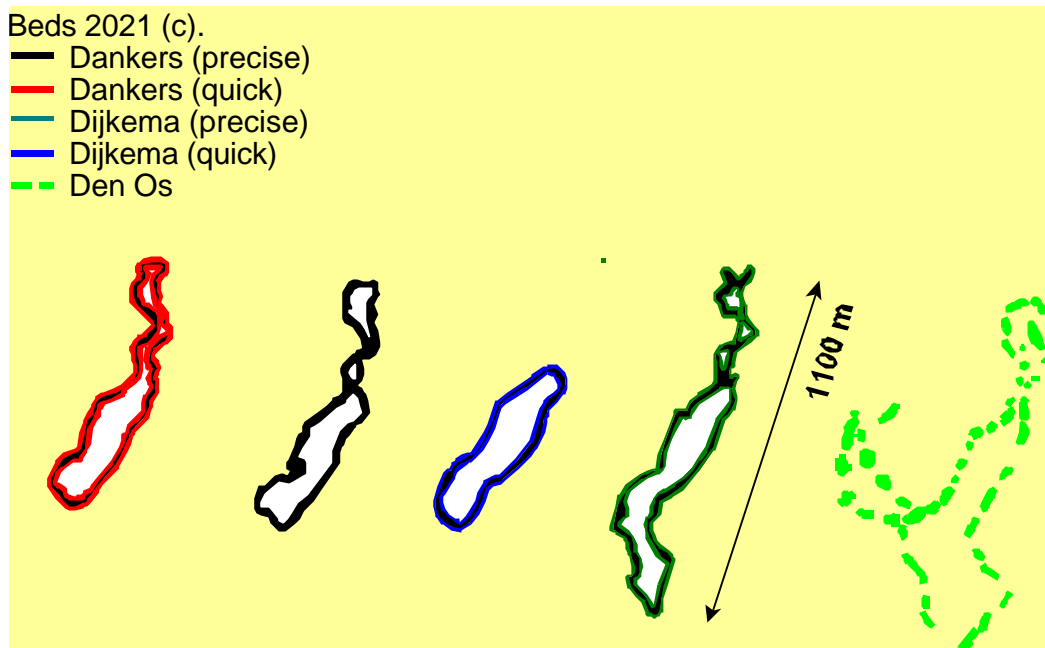 Beds 2021 (c).
Dankers (precise)
Dankers (quick)
Dijkema (precise)
Dijkema (quick)
Den Os
1100 m